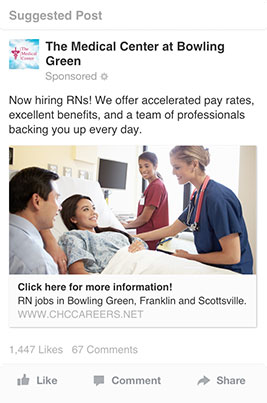 Suggested Post
The Medical Center at Bowling
Green
Sponsored
The
Medical
Center
Now hiring RNs! We offer accelerated pay rates,
excellent benefits, and a team of professionals
backing you up every day.
Click here for more information!
RN jobs in Bowling Green, Franklin and Scottsville.
WWW.CHCCAREERS.NET
1,447 Likes 67 Comments
Like Comment Share